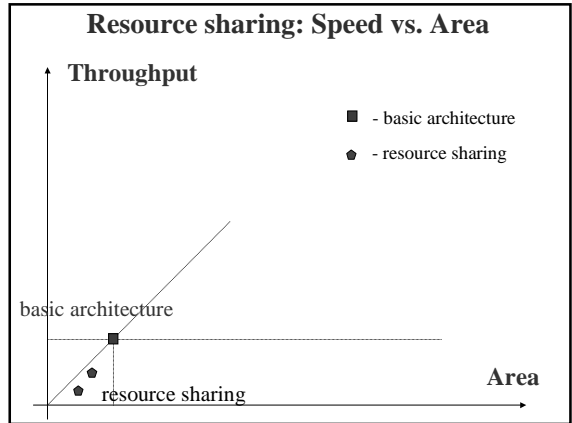 Resource sharing: Speed vs. Area
Throughput
- basic architecture
- resource sharing
basic architecture
resource sharing
Area